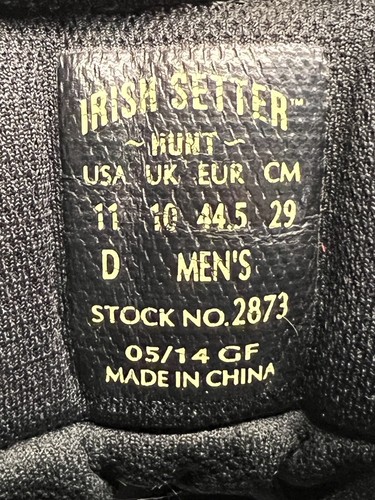 IRISH SETTER™
~ HUNT ~
USA UK EUR CM
11 10 44.5 29
D MEN'S
STOCK NO. 2873
05/14 GF
MADE IN CHINA